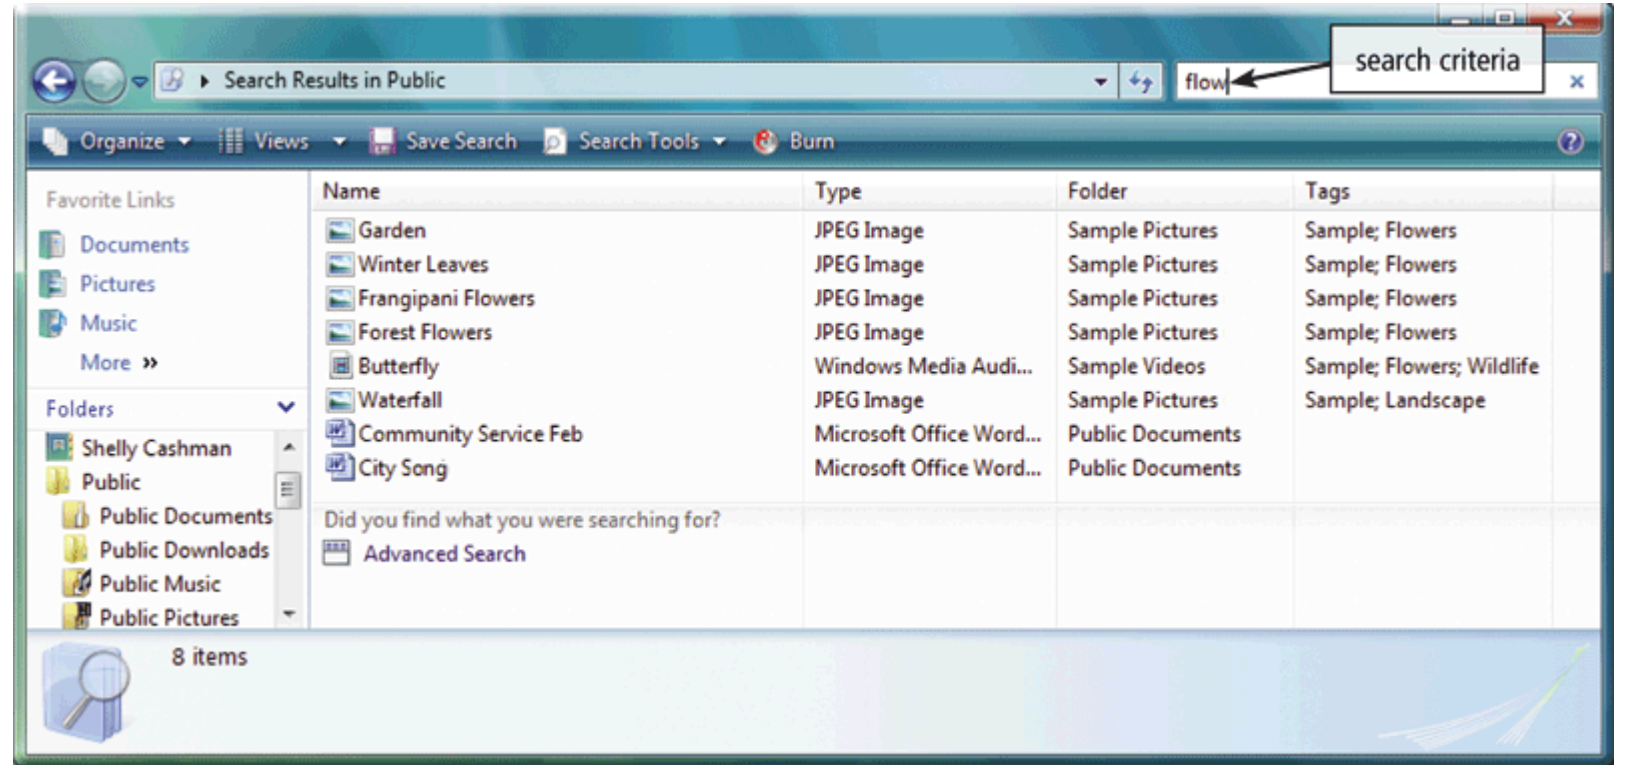 search criteria
Search Results in Public flow
Organize Views Save Search Search Tools Burn
Favorite Links
Documents
Pictures
Music
More »
Folders
Shelly Cashman
Public
Public Documents
Public Downloads
Public Music
Public Pictures
Name Type Folder Tags
Garden JPEG Image Sample Pictures Sample; Flowers
Winter Leaves JPEG Image Sample Pictures Sample; Flowers
Frangipani Flowers JPEG Image Sample Pictures Sample; Flowers
Forest Flowers JPEG Image Sample Pictures Sample; Flowers
Butterfly Windows Media Audi... Sample Videos Sample; Flowers; Wildlife
Waterfall JPEG Image Sample Pictures Sample; Landscape
Community Service Feb Microsoft Office Word... Public Documents
City Song Microsoft Office Word... Public Documents
Did you find what you were searching for?
Advanced Search
8 items